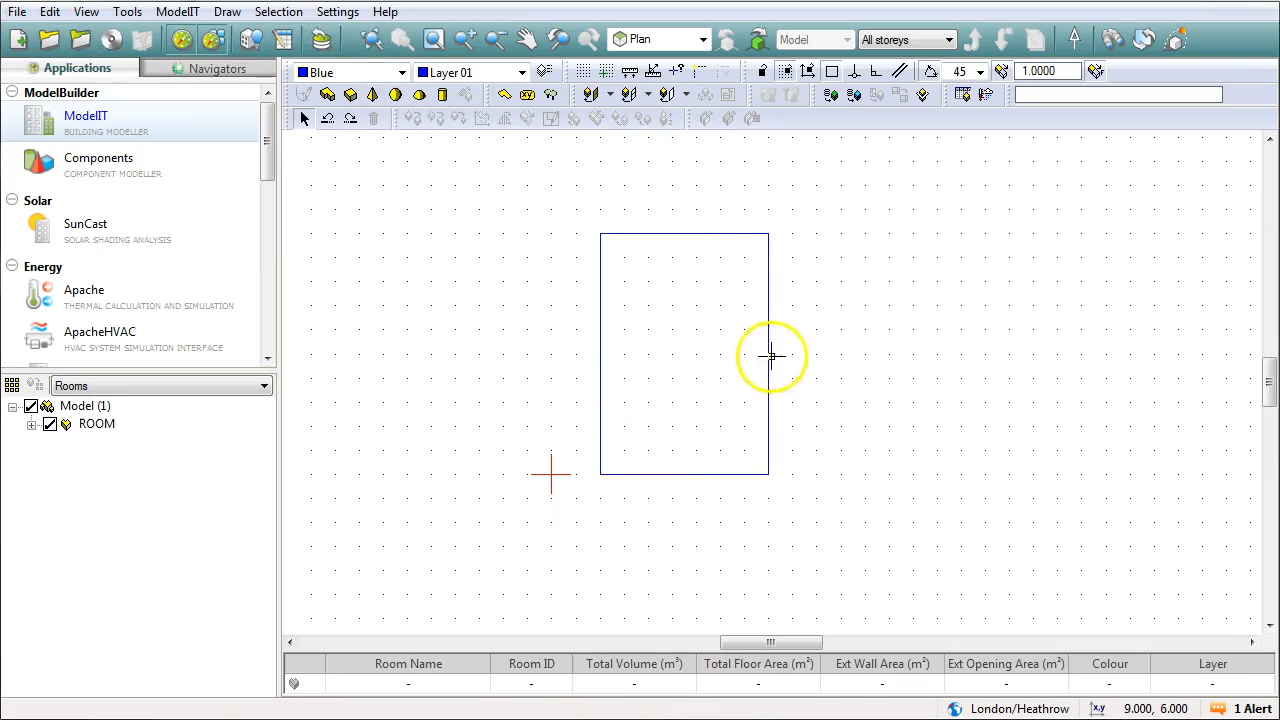 File Edit View Tools ModelIT Draw Selection Settings Help
Plan Model All storeys
Applications Navigators Blue Layer 01 45 1.0000
ModelBuilder
ModelIT
BUILDING MODELLER
Components
COMPONENT MODELLER
Solar
SunCast
SOLAR SHADING ANALYSIS
Energy
Apache
THERMAL CALCULATION AND SIMULATION
ApacheHVAC
HVAC SYSTEM SIMULATION INTERFACE
Rooms
Model (1)
ROOM
Room Name Room ID Total Volume (m³) Total Floor Area (m²) Ext Wall Area (m²) Ext Opening Area (m²) Colour Layer
- - - - - - - -
London/Heathrow x,y 9.000, 6.000 1 Alert